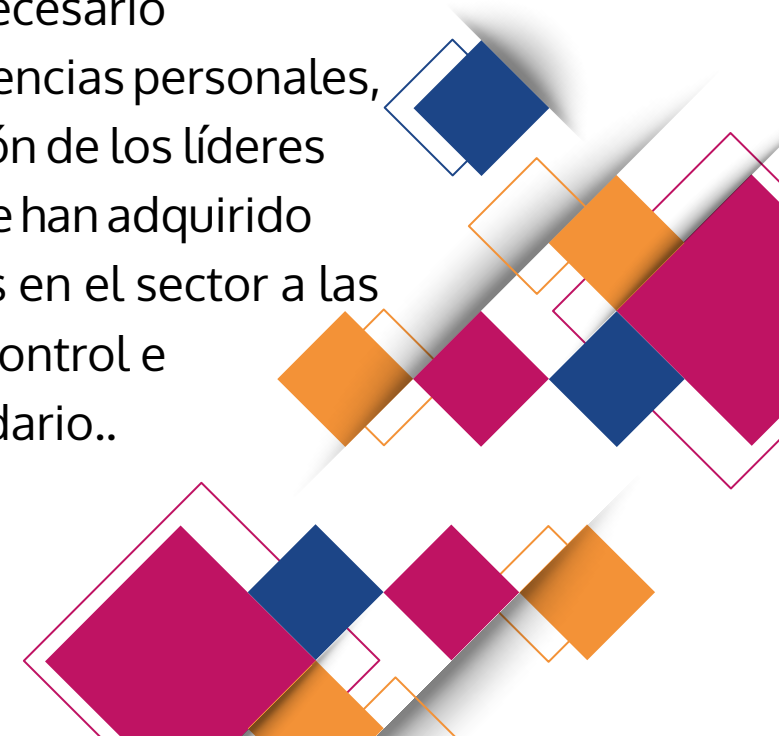 ecesario
encias personales,
ón de los líderes
e han adquirido
s en el sector a las
ontrol e
dario..